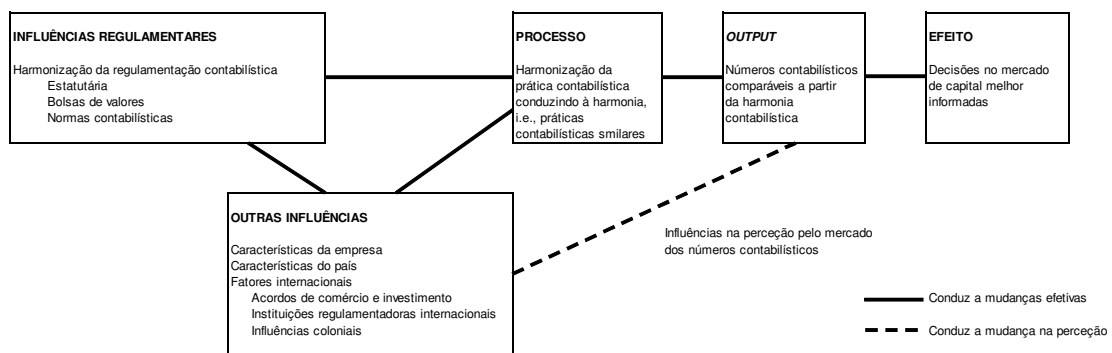 INFLUÊNCIAS REGULAMENTARES
Harmonização da regulamentação contabilística
Estatutária
Bolsas de valores
Normas contabilísticas
PROCESSO
Harmonização da
prática contabilística
conduzindo à harmonia,
i.e., práticas
contabilísticas smilares
OUTPUT
Números contabilísticos
comparáveis a partir
da harmonia
contabilística
EFEITO
Decisões no mercado
de capital melhor
informadas
OUTRAS INFLUÊNCIAS
Características da empresa
Características do país
Fatores internacionais
Acordos de comércio e investimento
Instituições regulamentadoras internacionais
Influências coloniais
Influências na perceção pelo mercado
dos números contabilísticos
Conduz a mudanças efetivas
Conduz a mudança na perceção